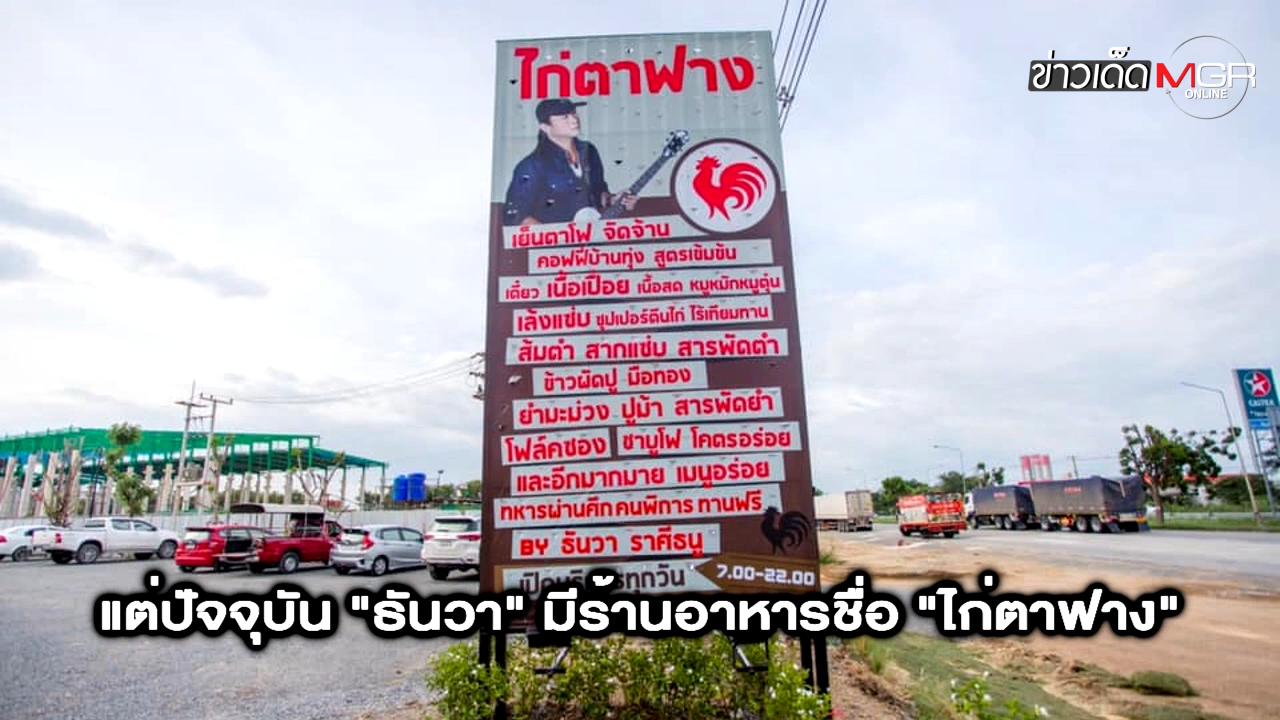 ข่าวเด็ด MGR
ONLINE
ไก่ตาฟาง
เย็นตาโฟ จัดจ้าน
คอฟฟี่บ้านทุ่ง สูตรเข้มข้น
เตี๋ยว เนื้อเปื่อย เนื้อสด หมูหมักหมูตุ๋น
เล้งแซ่บ ซุปเปอร์ตีนไก่ ไร้เทียมทาน
ส้มตำ สากแซ่บ สารพัดตำ
ข้าวผัดปู มือทอง
ยำมะม่วง ปูม้า สารพัดยำ
โฟล์คซอง ชาบูโฟ โคตรอร่อย
และอีกมากมาย เมนูอร่อย
ทหารผ่านศึก คนพิการ ทานฟรี
BY ธันวา ราศีธนู
ทุกวัน 7.00-22.00
CALTEX
แต่ปัจจุบัน "ธันวา" มีร้านอาหารชื่อ "ไก่ตาฟาง"